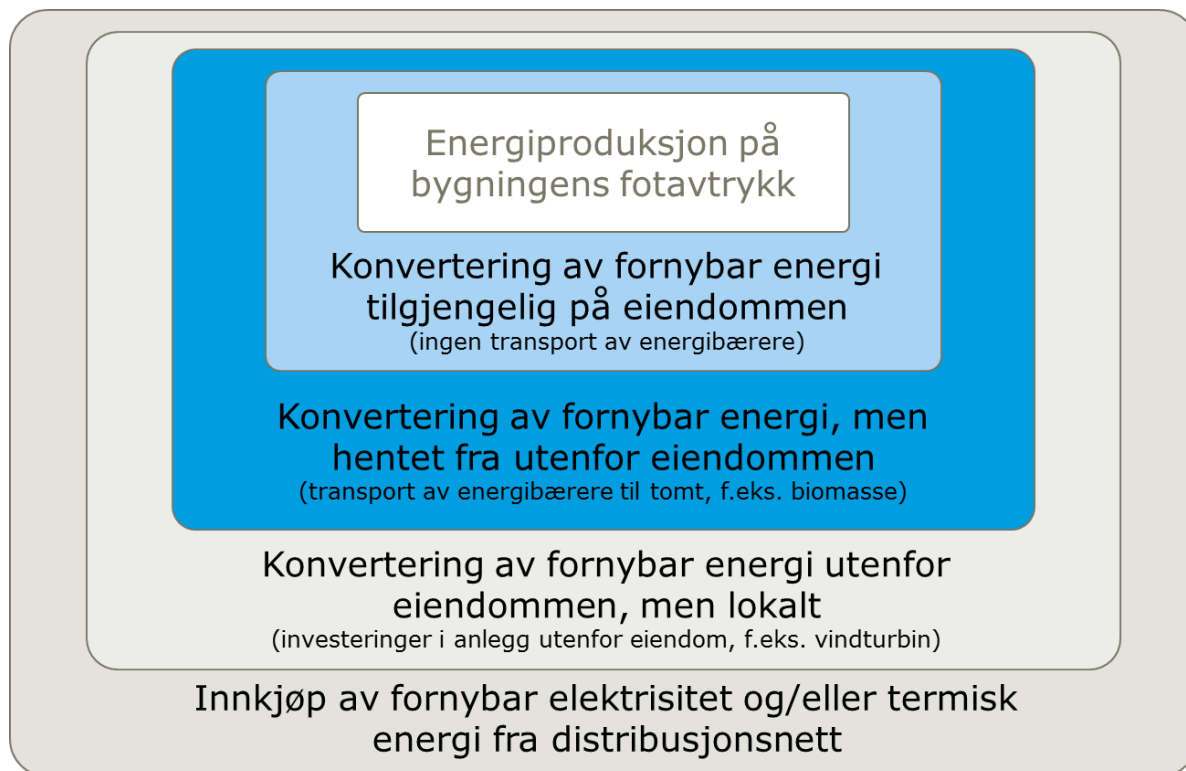 Energiproduksjon på
bygningens fotavtrykk
Konvertering av fornybar energi
tilgjengelig på eiendommen
(ingen transport av energibærere)
Konvertering av fornybar energi, men
hentet fra utenfor eiendommen
(transport av energibærere til tomt, f.eks. biomasse)
Konvertering av fornybar energi utenfor
eiendommen, men lokalt
(investeringer i anlegg utenfor eiendom, f.eks. vindturbin)
Innkjøp av fornybar elektrisitet og/eller termisk
energi fra distribusjonsnett